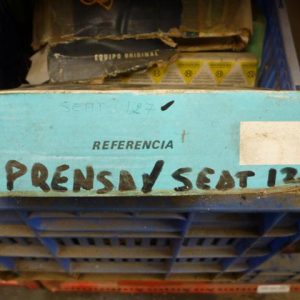 EQUIPO ORIGINAL
SEAT 127
REFERENCIA
PRENSA/ SEAT 12